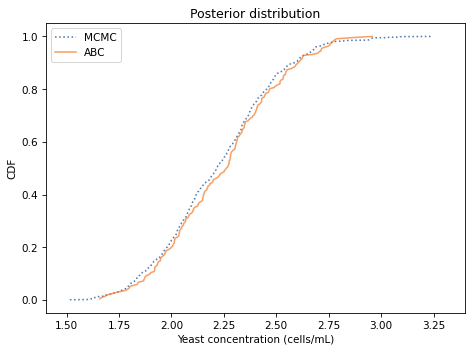 Posterior distribution
MCMC
ABC
CDF
1.0
0.8
0.6
0.4
0.2
0.0
1.50 1.75 2.00 2.25 2.50 2.75 3.00 3.25
Yeast concentration (cells/mL)